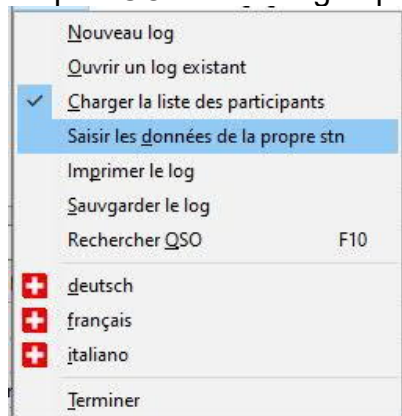 Nouveau log
Ouvrir un log existant
Charger la liste des participants
Saisir les données de la propre stn
Imprimer le log
Sauvgarder le log
Rechercher QSO F10
deutsch
français
italiano
Terminer